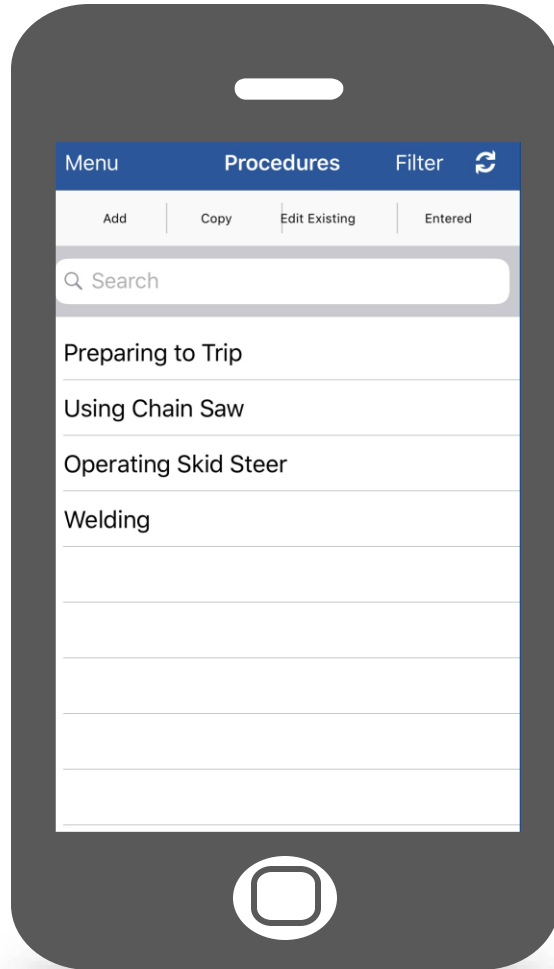 Menu Procedures Filter
Add Copy Edit Existing Entered
Search
Preparing to Trip
Using Chain Saw
Operating Skid Steer
Welding